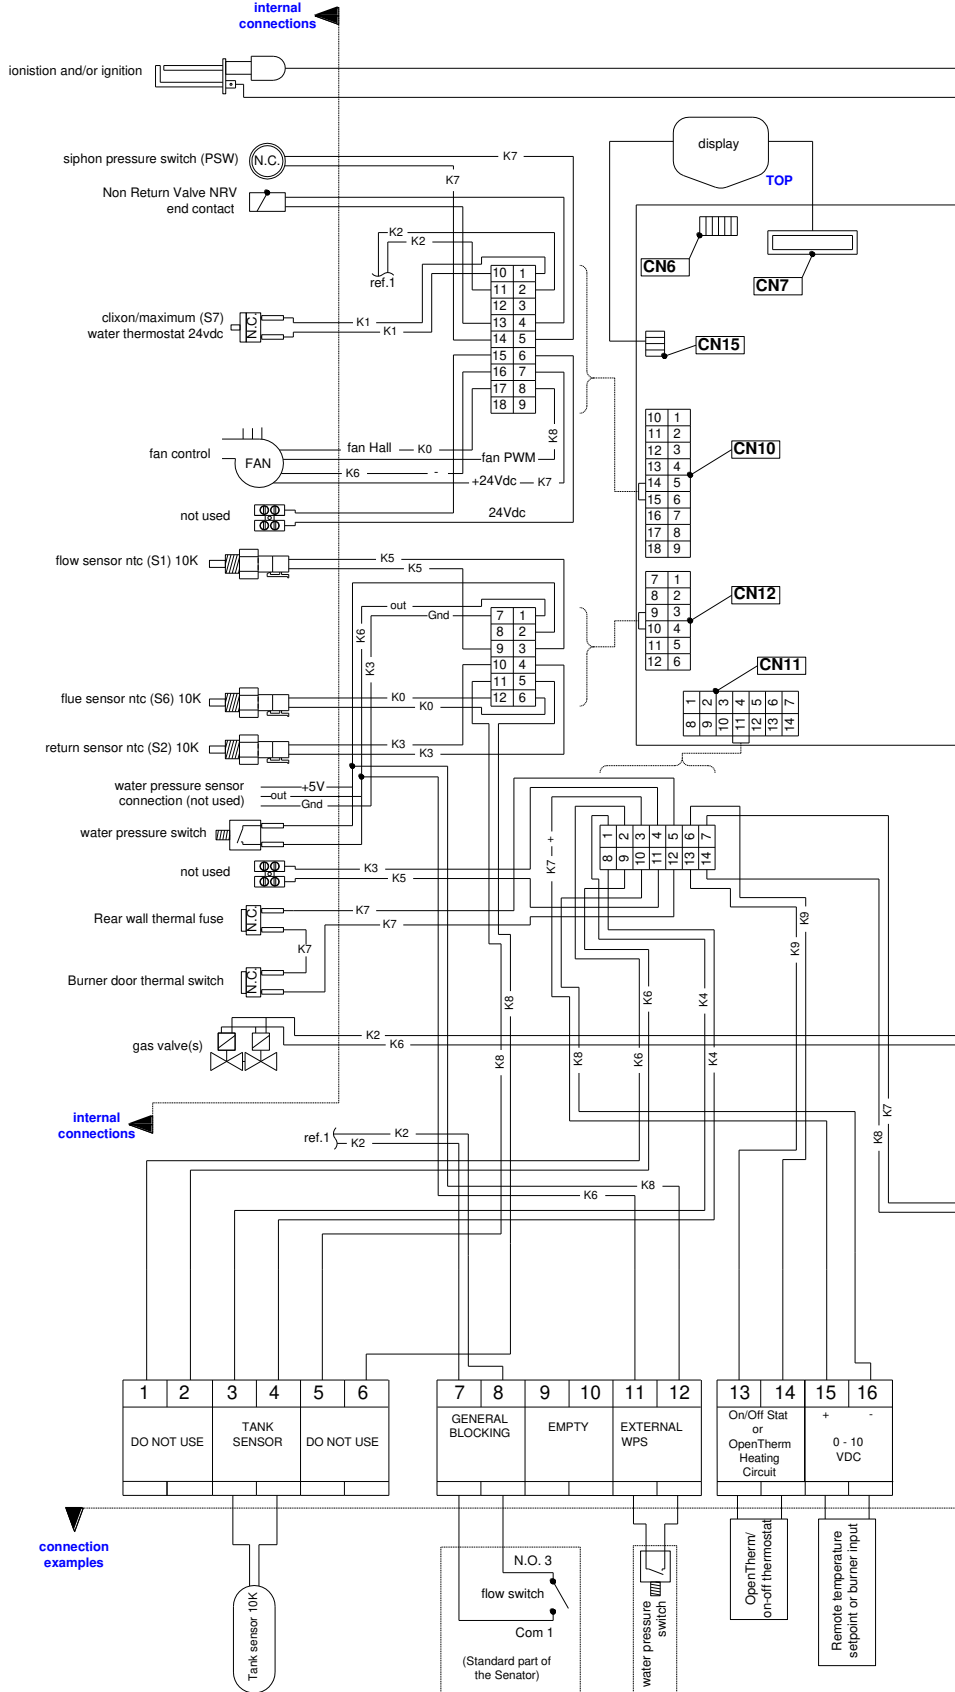 internal
connections
ionistion and/or ignition
siphon pressure switch (PSW)
N.C.
K7
K7
display
TOP
Non Return Valve NRV
end contact
K2
K2
ref.1
CN6
CN7
10 1
11 2
12 3
13 4
14 5
15 6
16 7
17 8
18 9
clixon/maximum (S7)
water thermostat 24vdc
N.C.
K1
K1
CN15
10 1
11 2
12 3
13 4
14 5
15 6
16 7
17 8
18 9
CN10
fan control
FAN
fan Hall
K0
K8
fan PWM
K6
-
+24Vdc
K7
not used
24Vdc
flow sensor ntc (S1) 10K
K5
K5
7 1
8 2
9 3
10 4
11 5
12 6
CN12
out
Gnd
K6
K3
7 1
8 2
9 3
10 4
11 5
12 6
CN11
1 2 3 4 5 6 7
8 9 10 11 12 13 14
flue sensor ntc (S6) 10K
K0
K0
return sensor ntc (S2) 10K
K3
K3
water pressure sensor
connection (not used)
+5V
out
Gnd
water pressure switch
1 2 3 4 5 6 7
8 9 10 11 12 13 14
K7
+
not used
K3
K5
Rear wall thermal fuse
N.C.
K7
K7
K7
K9
K9
Burner door thermal switch
N.C.
K8
K6
K4
gas valve(s)
K2
K6
K8
K8
K6
K4
K7
K8
internal
connections
ref.1
K2
K2
K8
K6
1 2 3 4 5 6
DO NOT USE
TANK
SENSOR
DO NOT USE
7 8 9 10 11 12
GENERAL
BLOCKING
EMPTY
EXTERNAL
WPS
13 14 15 16
On/Off Stat
or
OpenTherm
Heating
Circuit
+ -
0 - 10
VDC
connection
examples
Tank sensor 10K
N.O. 3
flow switch
Com 1
(Standard part of
the Senator)
water pressure
switch
OpenTherm/
on-off thermostat
Remote temperature
setpoint or burner input